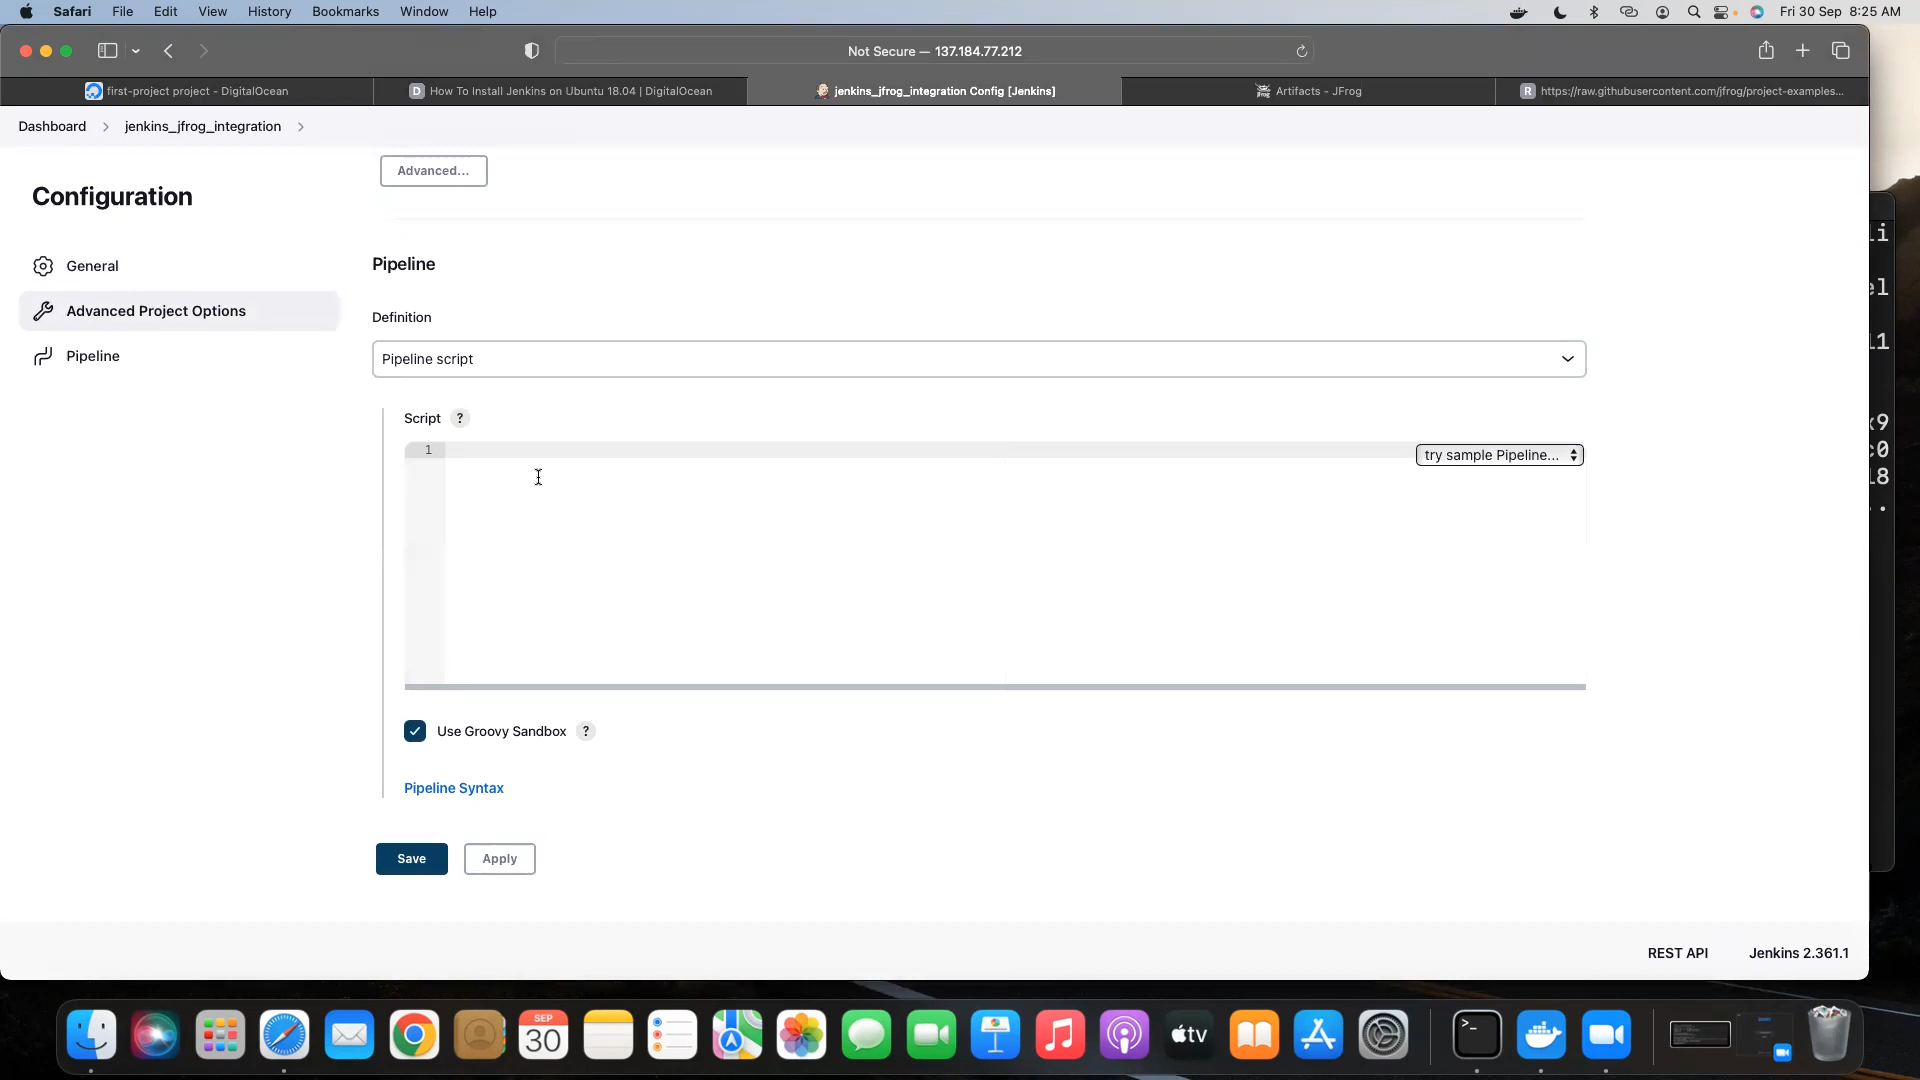 Safari File Edit View History Bookmarks Window Help
Fri 30 Sep 8:25 AM
Not Secure — 137.184.77.212
first-project project - DigitalOcean
D How To Install Jenkins on Ubuntu 18.04 | DigitalOcean
jenkins_jfrog_integration Config [Jenkins]
Artifacts - JFrog
R https://raw.githubusercontent.com/jfrog/project-examples...
Dashboard > jenkins_jfrog_integration >
Configuration
General
Advanced Project Options
Pipeline
Advanced...
Pipeline
Definition
Pipeline script
Script ?
1
try sample Pipeline...
Use Groovy Sandbox ?
Pipeline Syntax
Save Apply
REST API Jenkins 2.361.1
SEP
30
tv